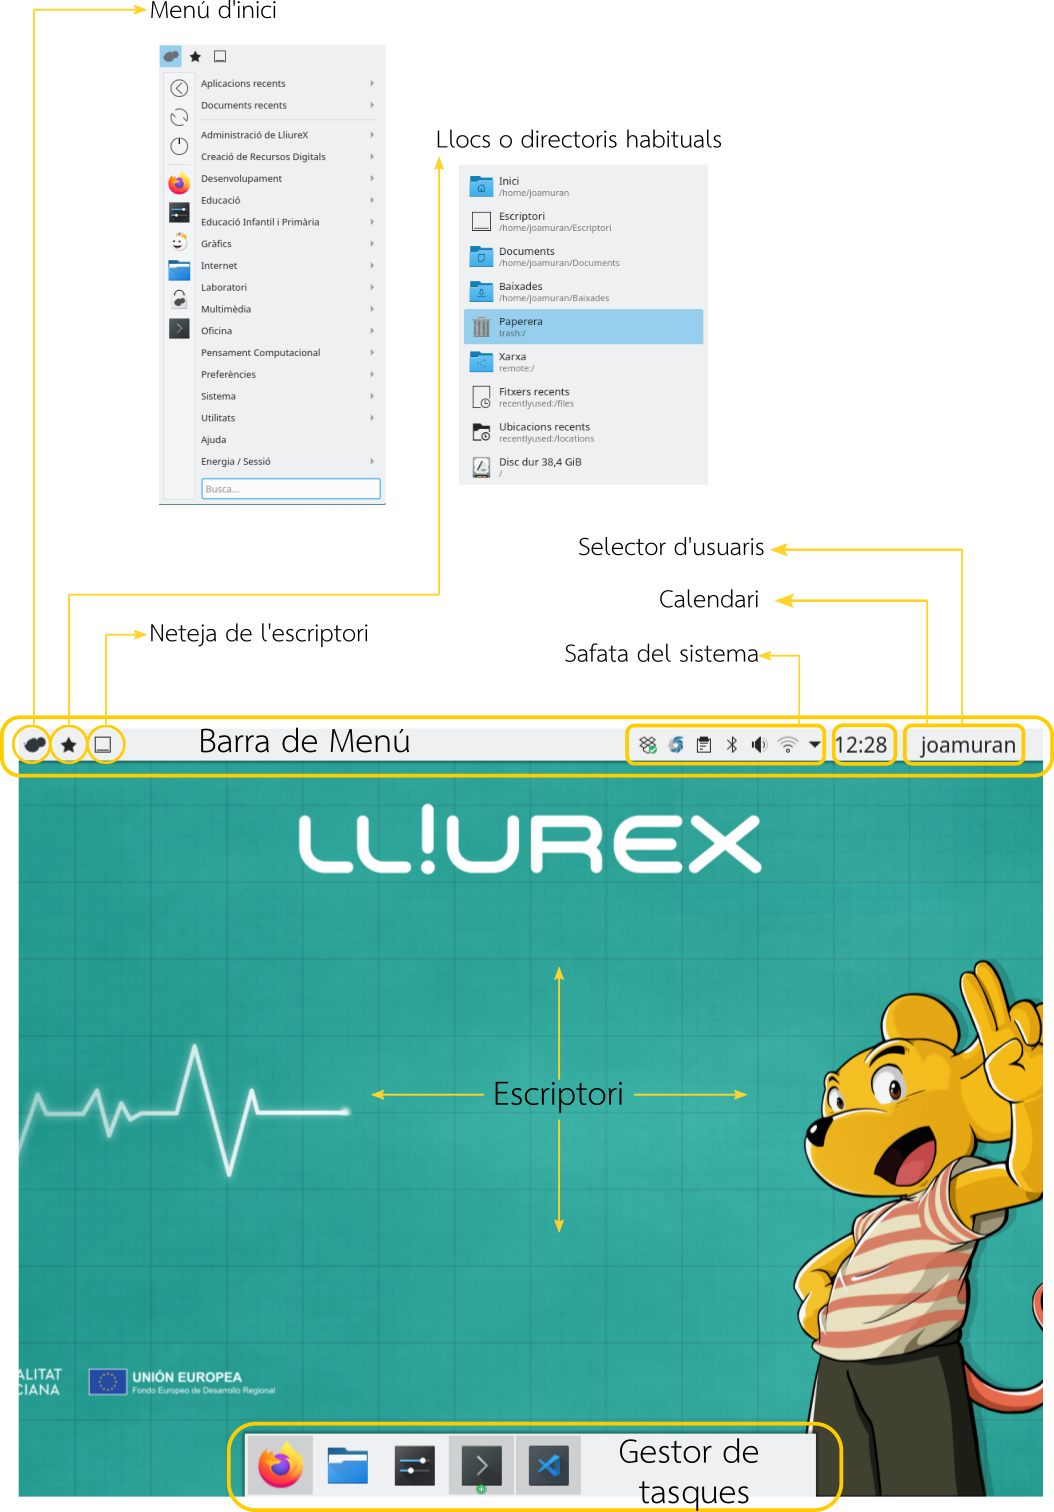 Menú d'inici
Aplicacions recents
Documents recents
Administració de LliureX
Creació de Recursos Digitals
Desenvolupament
Educació
Educació Infantil i Primària
Gràfics
Internet
Laboratori
Multimèdia
Oficina
Pensament Computacional
Preferències
Sistema
Utilitats
Ajuda
Energia / Sessió
Busca...
Llocs o directoris habituals
Inici
/home/joamuran
Escriptori
/home/joamuran/Escriptori
Documents
/home/joamuran/Documents
Baixades
/home/joamuran/Baixades
Paperera
trash:/
Xarxa
remote:/
Fitxers recents
recentlyused:/files
Ubicacions recents
recentlyused:/locations
Disc dur 38,4 GiB
/
Selector d'usuaris
Calendari
Neteja de l'escriptori
Safata del sistema
Barra de Menú
12:28
joamuran
LL!UREX
Escriptori
ALITAT
CIANA
UNIÓN EUROPEA
Fondo Europeo de Desarrollo Regional
Gestor de
tasques